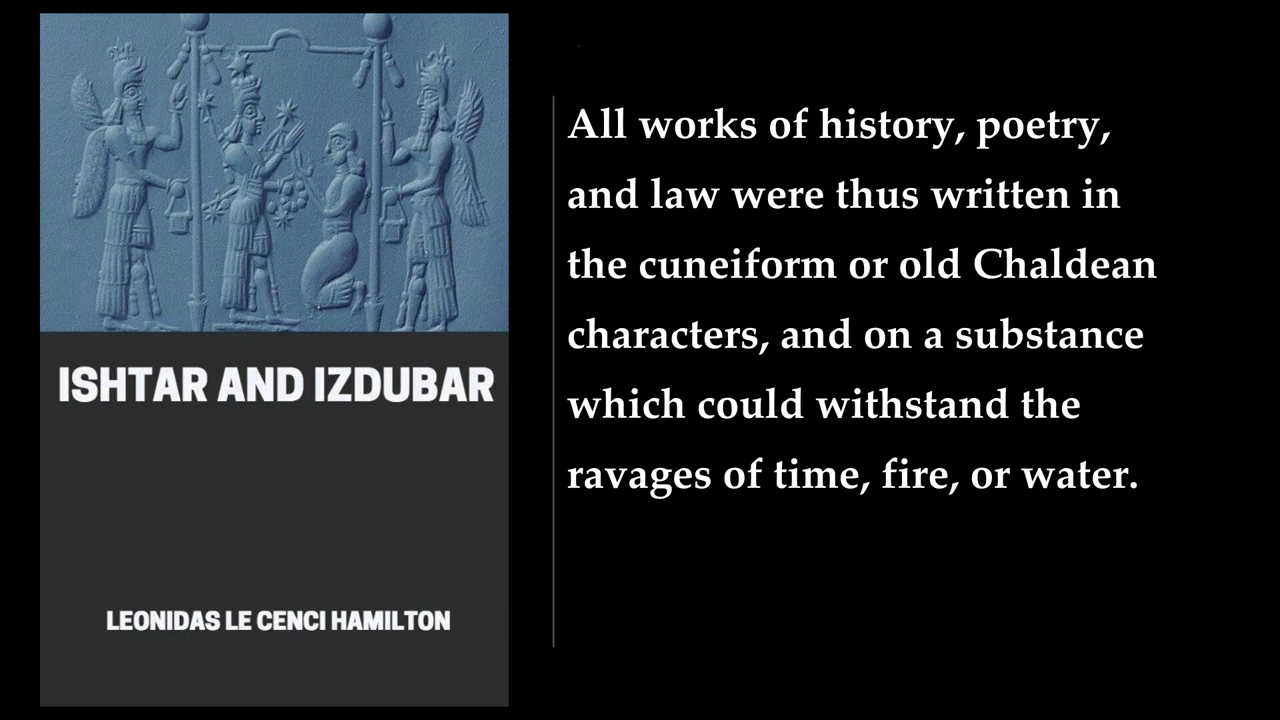 ISHTAR AND IZDUBAR
LEONIDAS LE CENCI HAMILTON
All works of history, poetry,
and law were thus written in
the cuneiform or old Chaldean
characters, and on a substance
which could withstand the
ravages of time, fire, or water.